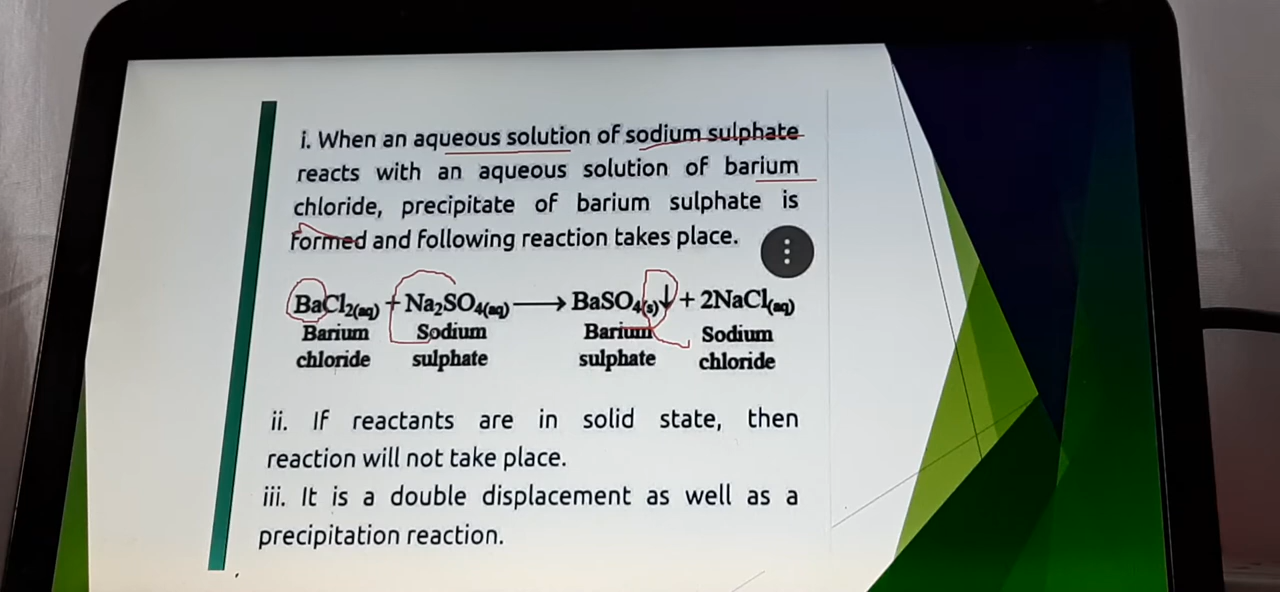 i. When an aqueous solution of sodium sulphate
reacts with an aqueous solution of barium
chloride, precipitate of barium sulphate is
formed and following reaction takes place.
BaCl₂(aq) + Na₂SO₄(aq) ⟶ BaSO₄(s)↓ + 2NaCl(aq)
Barium Sodium Barium Sodium
chloride sulphate sulphate chloride
ii. If reactants are in solid state, then
reaction will not take place.
iii. It is a double displacement as well as a
precipitation reaction.